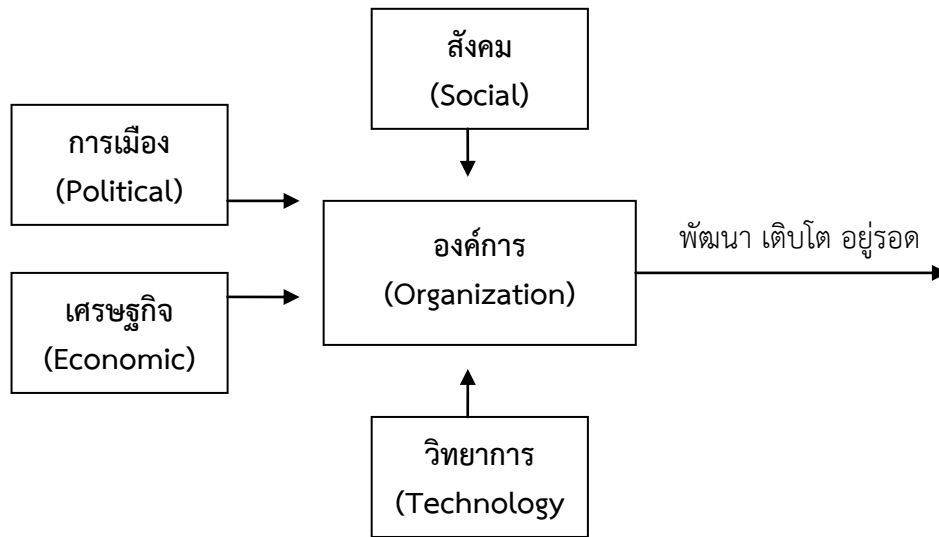 สังคม
(Social)
การเมือง
(Political)
องค์การ
(Organization)
พัฒนา เติบโต อยู่รอด
เศรษฐกิจ
(Economic)
วิทยาการ
(Technology